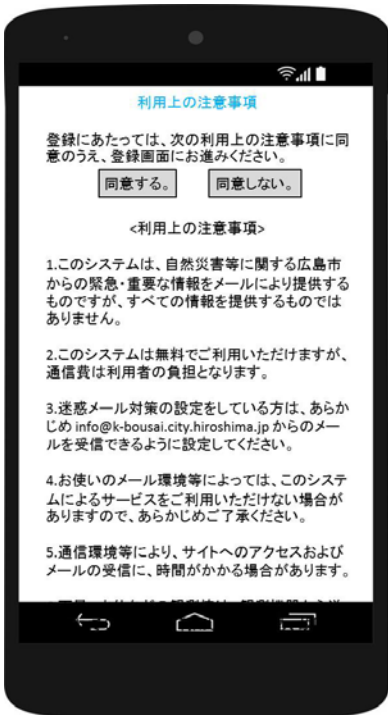 利用上の注意事項
登録にあたっては、次の利用上の注意事項に同
意のうえ、登録画面にお進みください。
同意する。 同意しない。
<利用上の注意事項>
1.このシステムは、自然災害等に関する広島市
からの緊急・重要な情報をメールにより提供する
ものですが、すべての情報を提供するものでは
ありません。
2.このシステムは無料でご利用いただけますが、
通信費は利用者の負担となります。
3.迷惑メール対策の設定をしている方は、あらか
じめ info@k-bousai.city.hiroshima.jp からのメー
ルを受信できるように設定してください。
4.お使いのメール環境等によっては、このシステ
ムによるサービスをご利用いただけない場合が
ありますので、あらかじめご了承ください。
5.通信環境等により、サイトへのアクセスおよび
メールの受信に、時間がかかる場合があります。